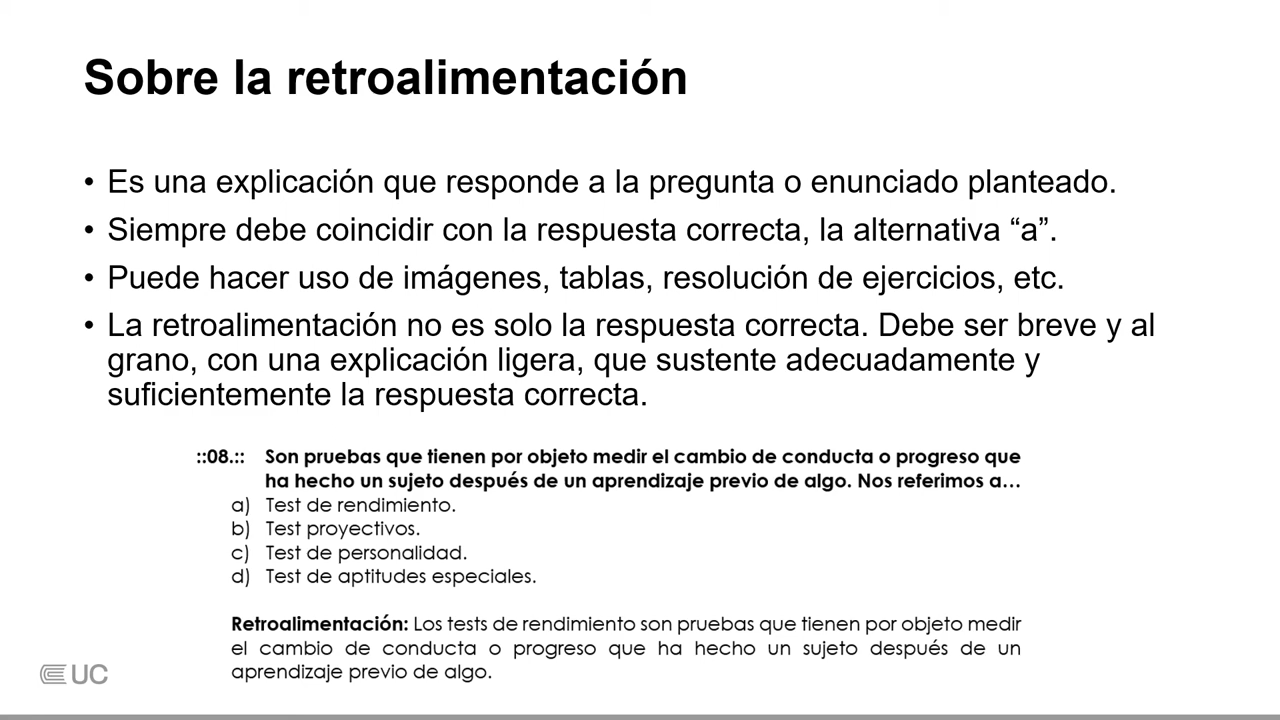 Sobre la retroalimentación
• Es una explicación que responde a la pregunta o enunciado planteado.
• Siempre debe coincidir con la respuesta correcta, la alternativa “a”.
• Puede hacer uso de imágenes, tablas, resolución de ejercicios, etc.
• La retroalimentación no es solo la respuesta correcta. Debe ser breve y al
grano, con una explicación ligera, que sustente adecuadamente y
suficientemente la respuesta correcta.
::08.:: Son pruebas que tienen por objeto medir el cambio de conducta o progreso que
ha hecho un sujeto después de un aprendizaje previo de algo. Nos referimos a…
a) Test de rendimiento.
b) Test proyectivos.
c) Test de personalidad.
d) Test de aptitudes especiales.
Retroalimentación: Los tests de rendimiento son pruebas que tienen por objeto medir
el cambio de conducta o progreso que ha hecho un sujeto después de un
aprendizaje previo de algo.
UC